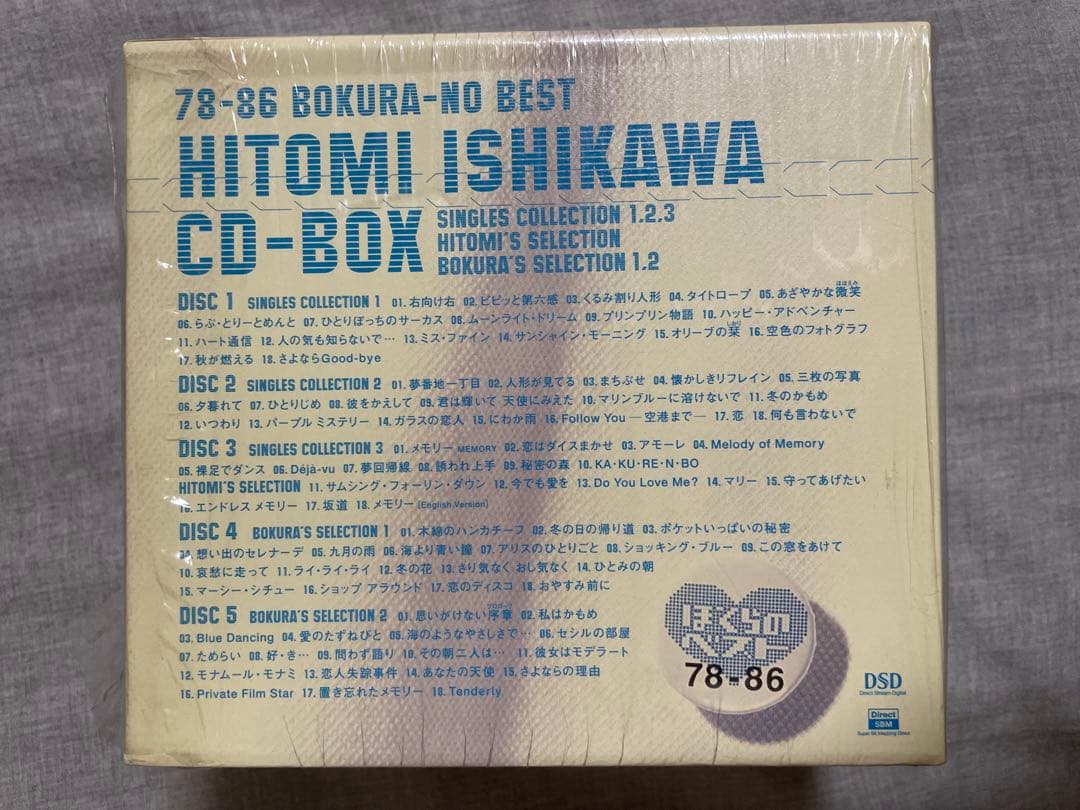 78-86 BOKURA-NO BEST
HITOMI ISHIKAWA
CD-BOX
SINGLES COLLECTION 1.2.3
HITOMI'S SELECTION
BOKURA'S SELECTION 1.2
DISC 1 SINGLES COLLECTION 1 01.右向け右 02.ピピッと第六感 03.くるみ割り人形 04.タイトロープ 05.あざやかな微笑
06.らぶ・とりーとめんと 07.ひとりぼっちのサーカス 08.ムーンライト・ドリーム 09.プリンプリン物語 10.ハッピー・アドベンチャー
11.ハート通信 12.人の気も知らないで… 13.ミス・ファイン 14.サンシャイン・モーニング 15.オリーブの栞 16.空色のフォトグラフ
17.秋が燃える 18.さよならGood-bye
DISC 2 SINGLES COLLECTION 2 01.夢番地一丁目 02.人形が見てる 03.まちぶせ 04.懐かしきリフレイン 05.三枚の写真
06.夕暮れて 07.ひとりじめ 08.彼をかえして 09.君は輝いて 天使にみえた 10.マリンブルーに溶けないで 11.冬のかもめ
12.いつわり 13.パープル ミステリー 14.ガラスの恋人 15.にわか雨 16.Follow You ―空港まで― 17.恋 18.何も言わないで
DISC 3 SINGLES COLLECTION 3 01.メモリー MEMORY 02.恋はダイスまかせ 03.アモーレ 04.Melody of Memory
05.裸足でダンス 06.Déjà-vu 07.夢回帰線 08.誘われ上手 09.秘密の森 10.KA・KU・RE・N・BO
HITOMI'S SELECTION 11.サムシング・フォーリン・ダウン 12.今でも愛を 13.Do You Love Me? 14.マリー 15.守ってあげたい
16.エンドレス メモリー 17.坂道 18.メモリー [English Version]
DISC 4 BOKURA'S SELECTION 1 01.木綿のハンカチーフ 02.冬の日の帰り道 03.ポケットいっぱいの秘密
04.想い出のセレナーデ 05.九月の雨 06.海より青い瞳 07.アリスのひとりごと 08.ショッキング・ブルー 09.この窓をあけて
10.哀愁に走って 11.ライ・ライ・ライ 12.冬の花 13.さり気なく おし気なく 14.ひとみの朝
15.マーシー・シチュー 16.ショップ アラウンド 17.恋のディスコ 18.おやすみ前に
DISC 5 BOKURA'S SELECTION 2 01.思いがけない序章 02.私はかもめ
03.Blue Dancing 04.愛のたずねびと 05.海のようなやさしさで… 06.セシルの部屋
07.ためらい 08.好・き… 09.問わず語り 10.その朝二人は… 11.彼女はモデラート
12.モナムール・モナミ 13.恋人失踪事件 14.あなたの天使 15.さよならの理由
16.Private Film Star 17.置き忘れたメモリー 18.Tenderly
ぼくらの
ベスト
78-86
DSD
Direct Stream Digital
Direct
SBM
Super Bit Mapping Direct